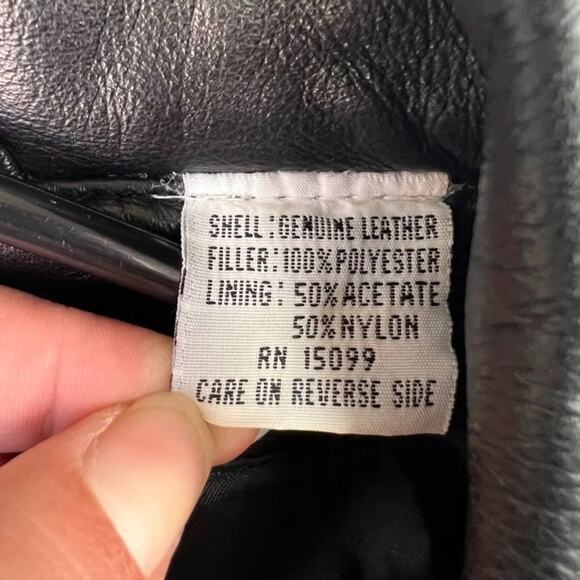 SHELL: GENUINE LEATHER
FILLER: 100% POLYESTER
LINING: 50% ACETATE
50% NYLON
RN 15099
CARE ON REVERSE SIDE